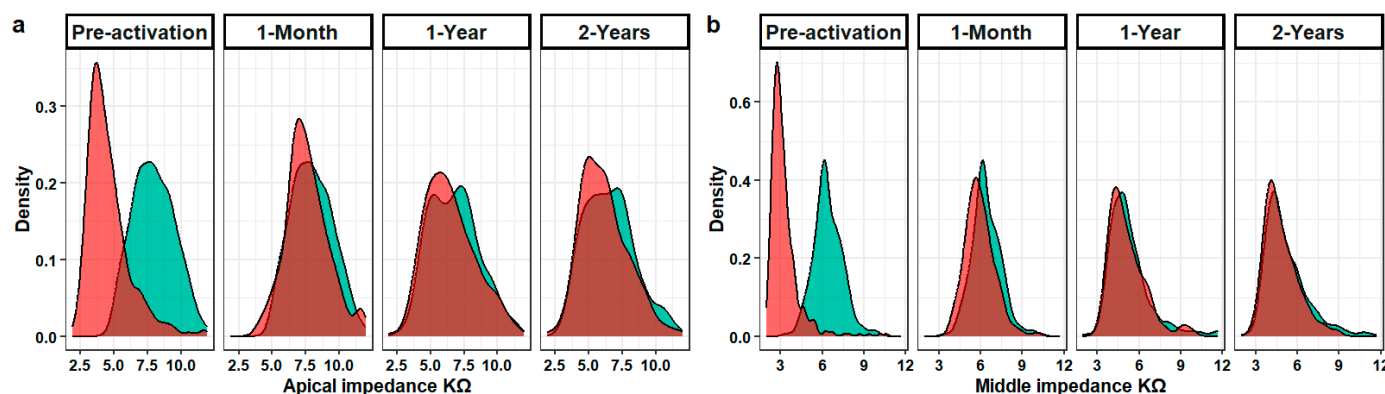 a
Pre-activation 1-Month 1-Year 2-Years
0.3
0.2
0.1
0.0
Density
2.5 5.0 7.5 10.0 2.5 5.0 7.5 10.0 2.5 5.0 7.5 10.0 2.5 5.0 7.5 10.0
Apical impedance KΩ
b
Pre-activation 1-Month 1-Year 2-Years
0.6
0.4
0.2
0.0
Density
3 6 9 12 3 6 9 12 3 6 9 12 3 6 9 12
Middle impedance KΩ